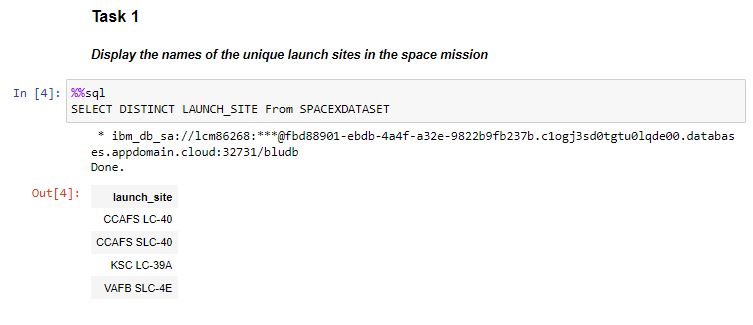 Task 1
Display the names of the unique launch sites in the space mission
In [4]: %%sql
SELECT DISTINCT LAUNCH_SITE From SPACEXDATASET
* ibm_db_sa://lcm86268:***@fbd88901-ebdb-4a4f-a32e-9822b9fb237b.c1ogj3sd0tgtu0lqde00.databas
es.appdomain.cloud:32731/bludb
Done.
Out[4]: launch_site
CCAFS LC-40
CCAFS SLC-40
KSC LC-39A
VAFB SLC-4E